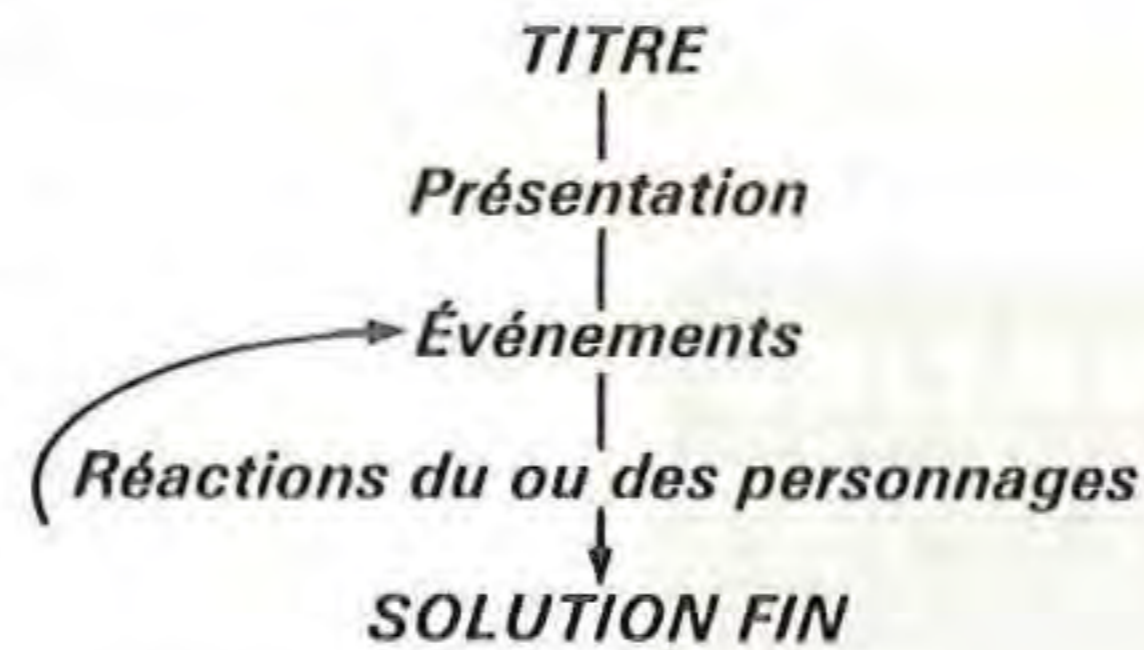 TITRE
Présentation
Événements
Réactions du ou des personnages
SOLUTION FIN